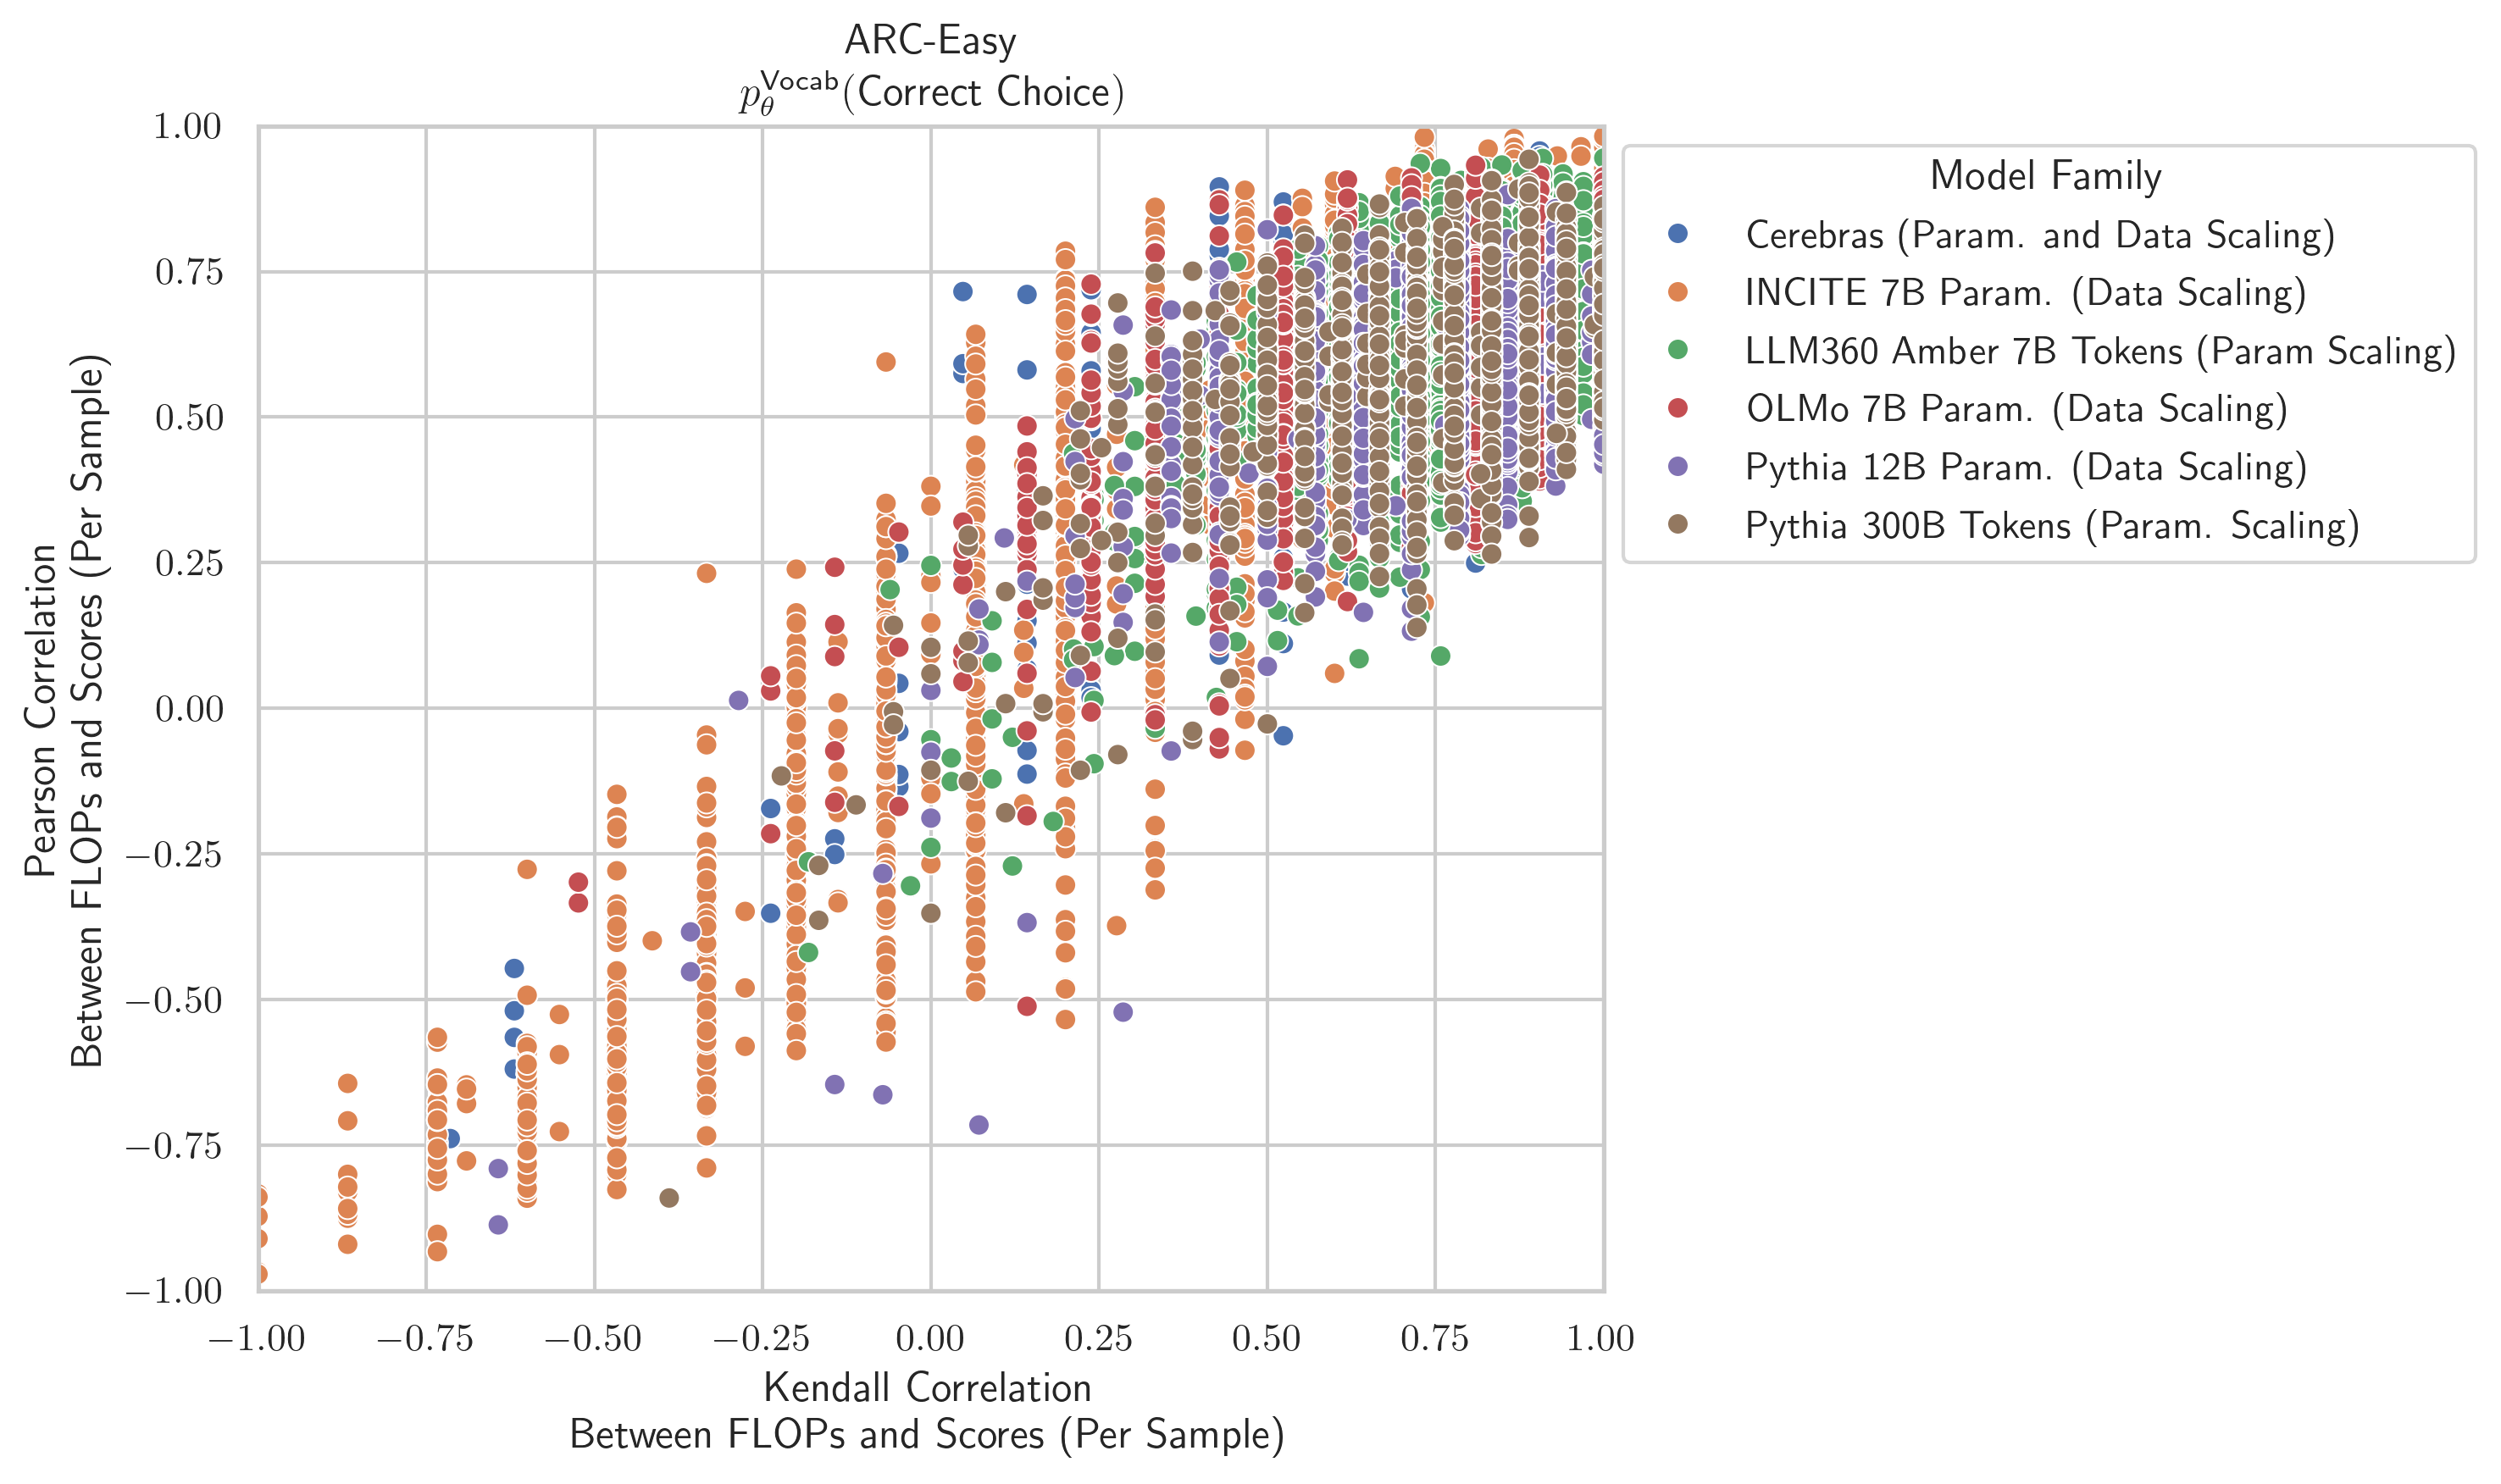 ARC-Easy
p_θ^Vocab(Correct Choice)
1.00
0.75
0.50
0.25
0.00
−0.25
−0.50
−0.75
−1.00
Pearson Correlation
Between FLOPs and Scores (Per Sample)
−1.00 −0.75 −0.50 −0.25 0.00 0.25 0.50 0.75 1.00
Kendall Correlation
Between FLOPs and Scores (Per Sample)
Model Family
Cerebras (Param. and Data Scaling)
INCITE 7B Param. (Data Scaling)
LLM360 Amber 7B Tokens (Param Scaling)
OLMo 7B Param. (Data Scaling)
Pythia 12B Param. (Data Scaling)
Pythia 300B Tokens (Param. Scaling)